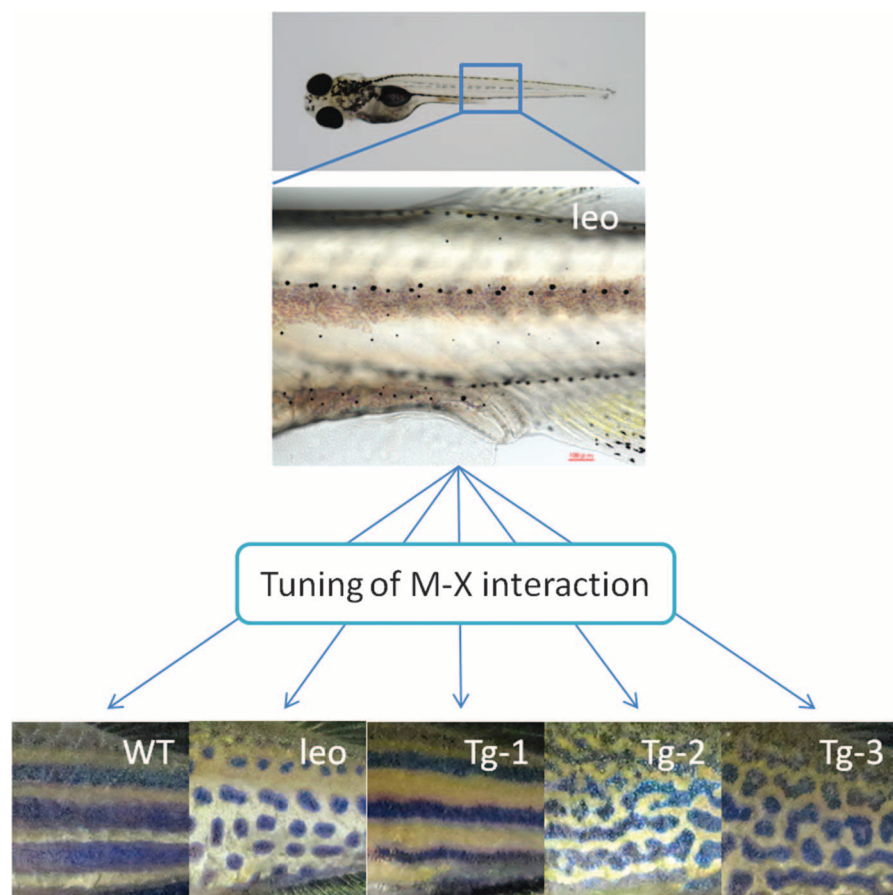 leo
Tuning of M-X interaction
WT
leo
Tg-1
Tg-2
Tg-3